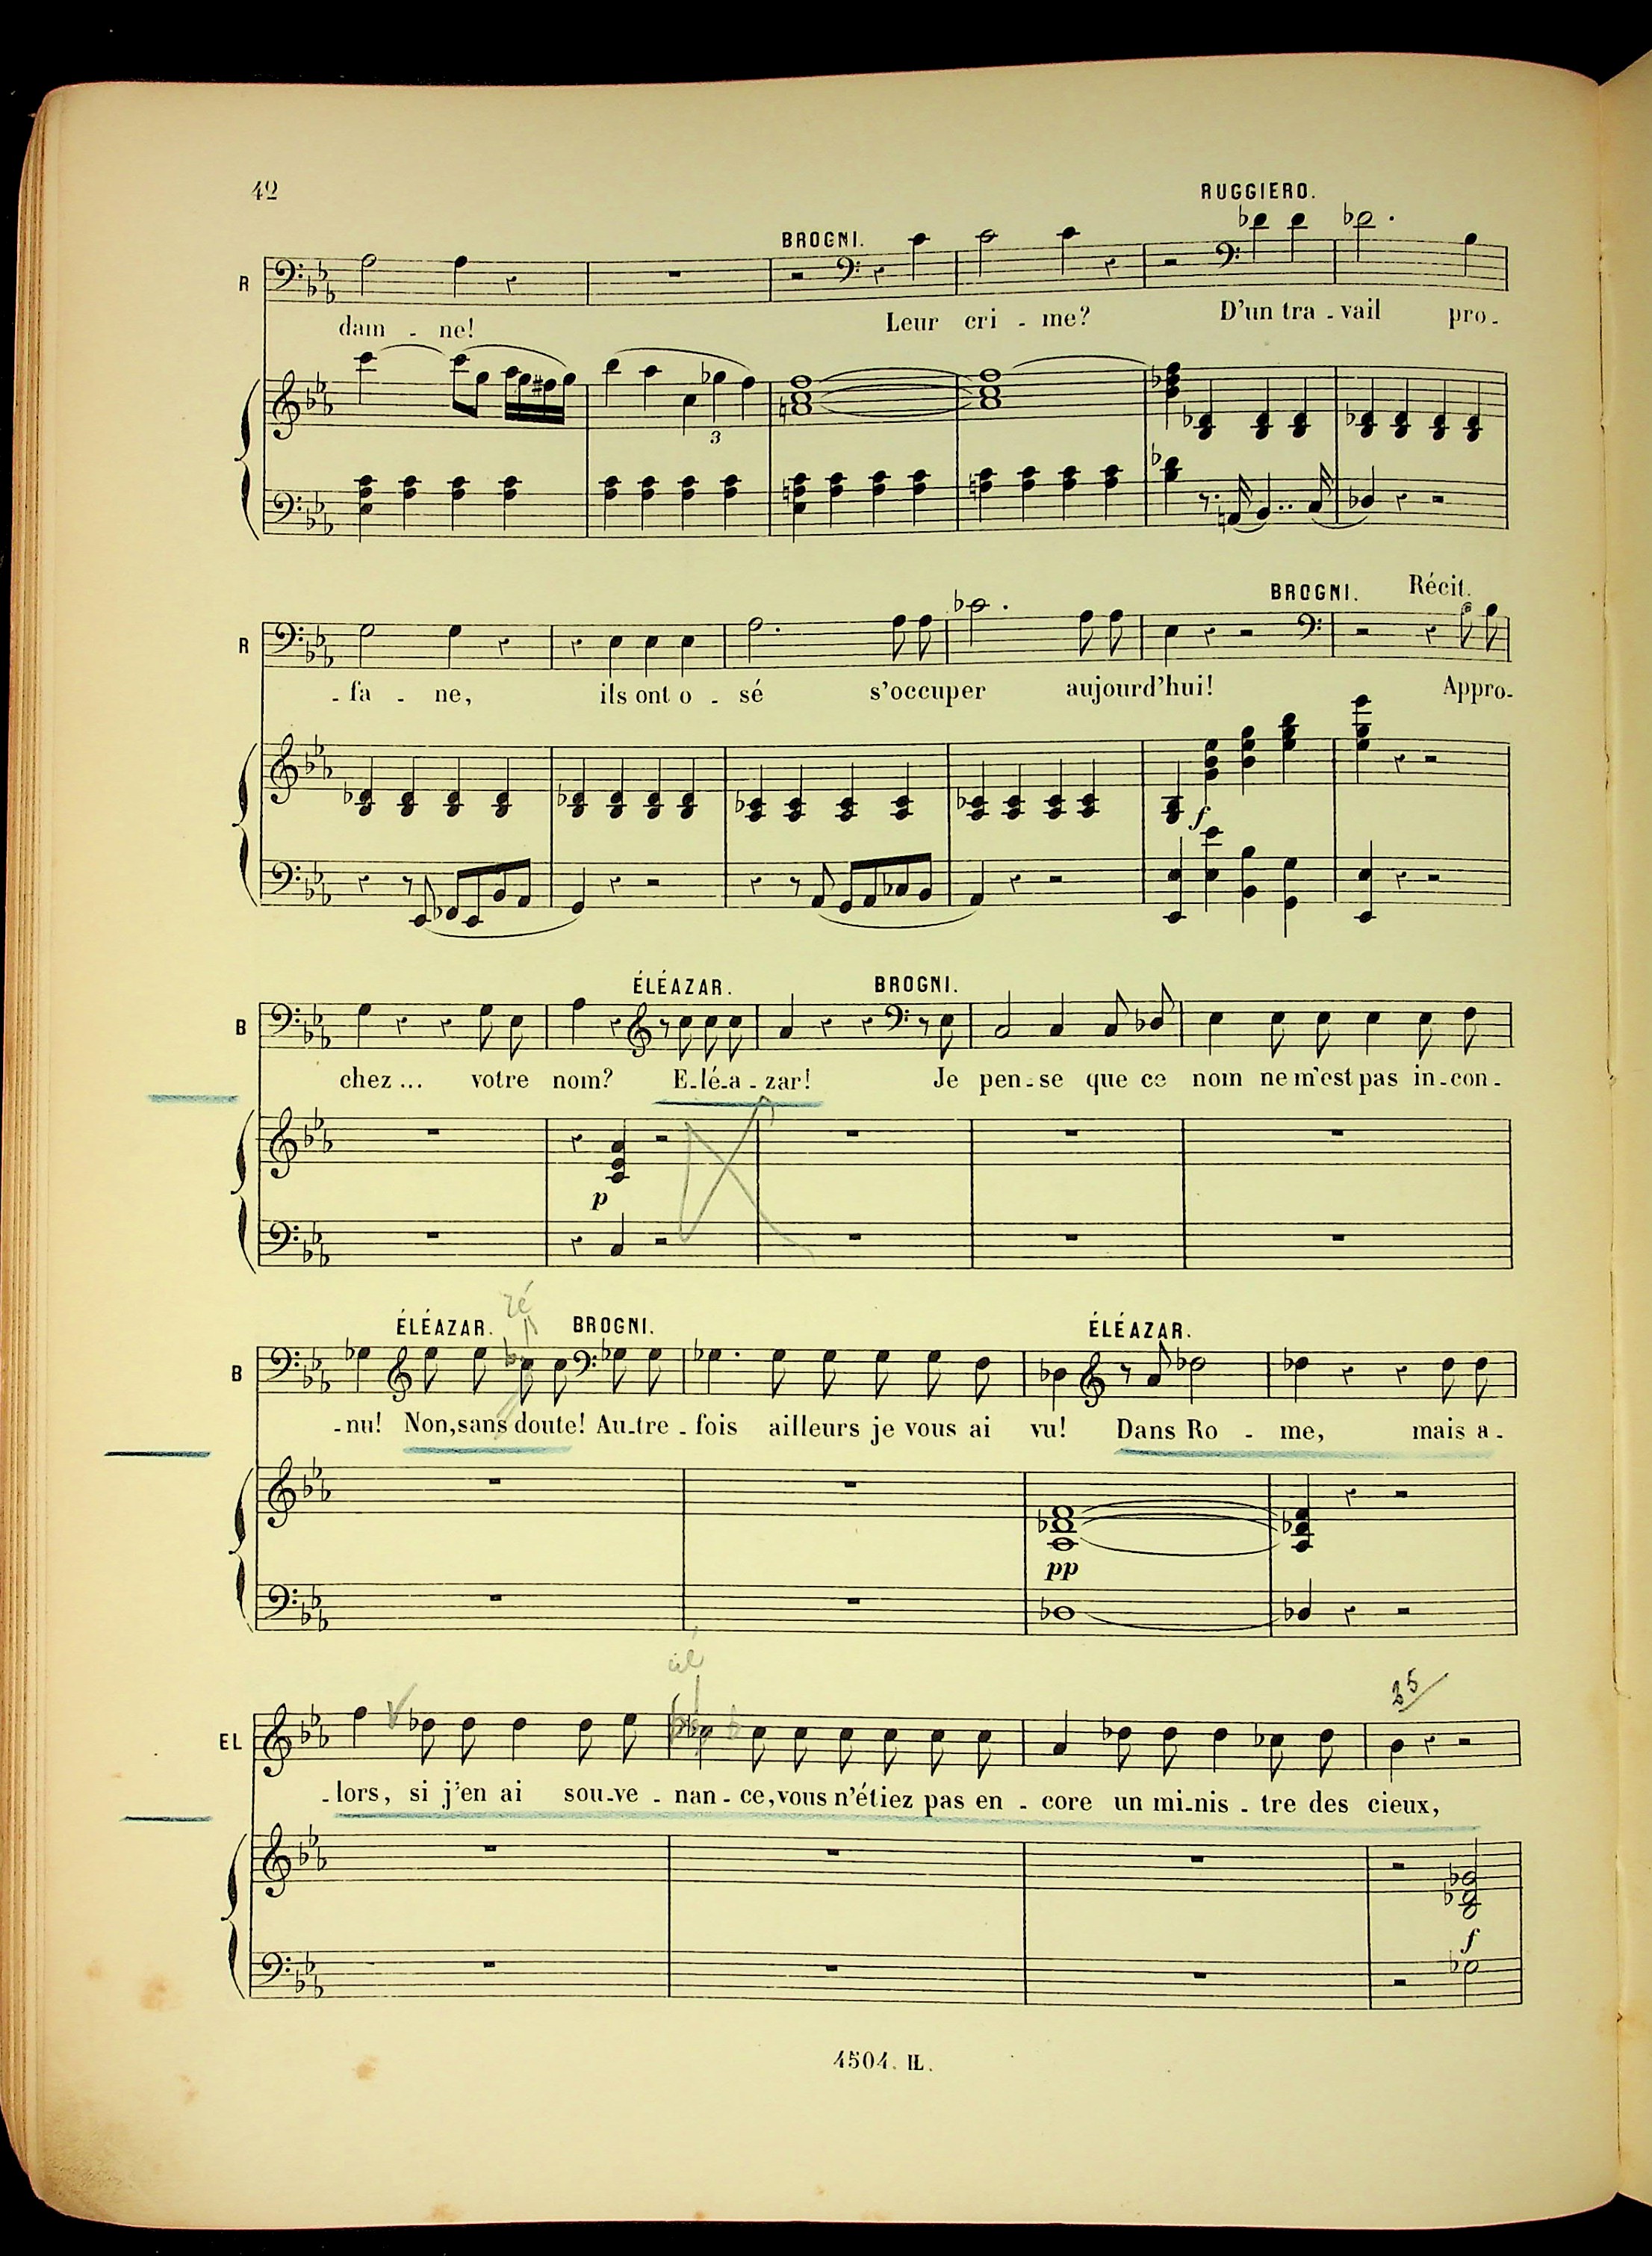 42
RUGGIERO.
BROGNI.
R
dam - ne! Leur cri - me? D'un tra - vail pro -
3
BROGNI. Récit.
R
- fa - ne, ils ont o - sé s'occuper aujourd'hui! Appro-
f
ÉLÉAZAR. BROGNI.
B
chez ... votre nom? E-lé-a - zar! Je pen - se que ce nom ne m'est pas in - con -
p
ré
ÉLÉAZAR. BROGNI. ÉLÉAZAR.
B
- nu! Non, sans doute! Au-tre - fois ailleurs je vous ai vu! Dans Ro - me, mais a -
pp
EL
- lors, si j'en ai sou-ve - nan - ce, vous n'étiez pas en - core un mi-nis - tre des cieux,
f
4504. H.